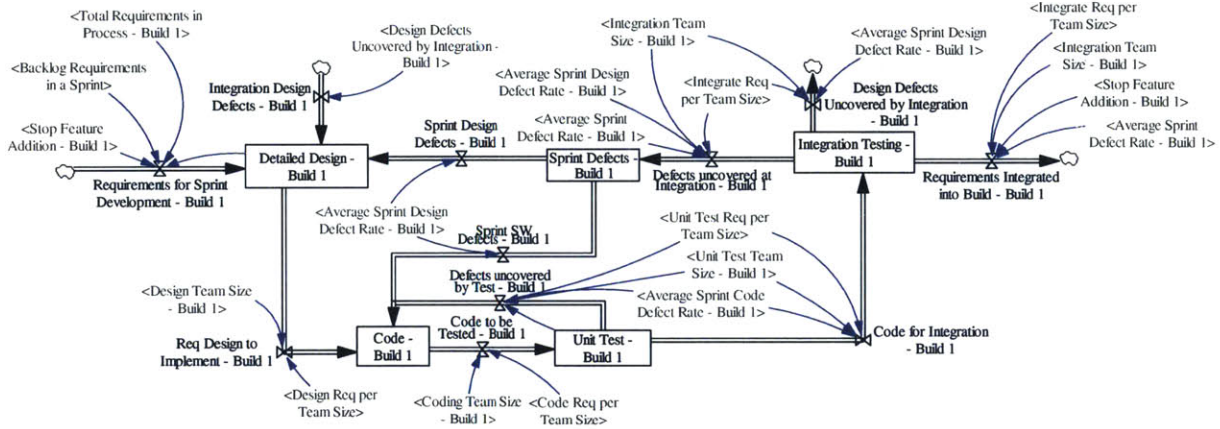 <Total Requirements in
Process - Build 1>
<Backlog Requirements
in a Sprint>
<Stop Feature
Addition - Build 1>
Requirements for Sprint
Development - Build 1
Integration Design
Defects - Build 1
<Design Defects
Uncovered by Integration -
Build 1>
Detailed Design -
Build 1
Sprint Design
Defects - Build 1
<Average Sprint Design
Defect Rate - Build 1>
<Integration Team
Size - Build 1>
<Average Sprint Design
Defect Rate - Build 1>
<Average Sprint
Defect Rate - Build 1>
<Integrate Req
per Team Size>
Sprint Defects -
Build 1
Defects uncovered at
Integration - Build 1
<Average Sprint Design
Defect Rate - Build 1>
Design Defects
Uncovered by Integration
- Build 1
Integration Testing -
Build 1
<Integrate Req per
Team Size>
<Integration Team
Size - Build 1>
<Stop Feature
Addition - Build 1>
<Average Sprint
Defect Rate - Build 1>
Requirements Integrated
into Build - Build 1
Sprint SW
Defects - Build 1
Defects uncovered
by Test - Build 1
<Unit Test Req per
Team Size>
<Unit Test Team
Size - Build 1>
<Average Sprint Code
Defect Rate - Build 1>
<Design Team Size
- Build 1>
Req Design to
Implement - Build 1
<Design Req per
Team Size>
Code -
Build 1
Code to be
Tested - Build 1
<Coding Team Size
- Build 1>
<Code Req per
Team Size>
Unit Test -
Build 1
Code for Integration
- Build 1